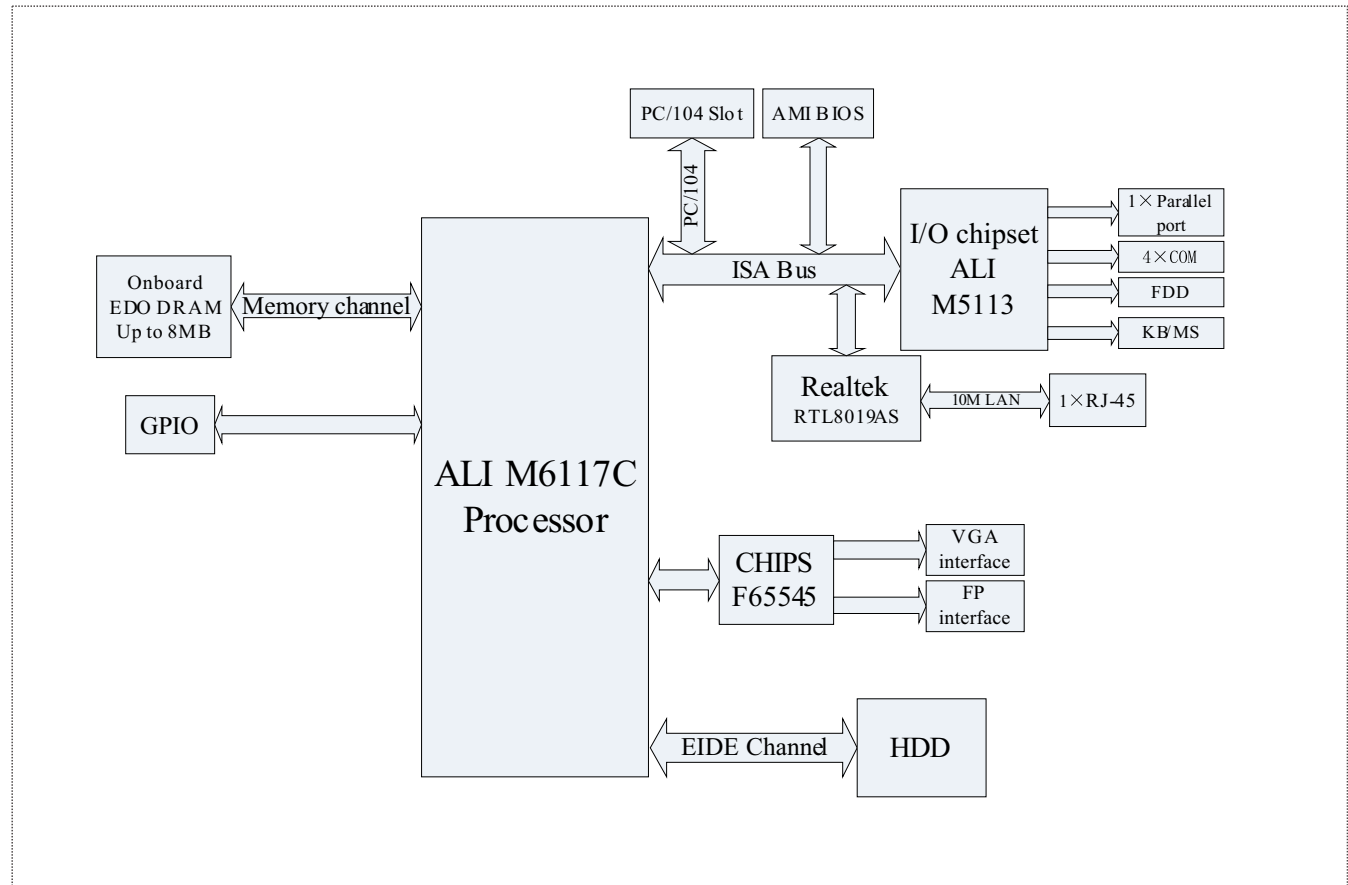 PC/104 Slot
AMI BIOS
PC/104
ISA Bus
I/O chipset
ALI
M5113
1×Parallel
port
4×COM
FDD
KB/MS
Onboard
EDO DRAM
Up to 8MB
Memory channel
Realtek
RTL8019AS
10M LAN
1×RJ-45
GPIO
ALI M6117C
Processor
CHIPS
F65545
VGA
interface
FP
interface
EIDE Channel
HDD